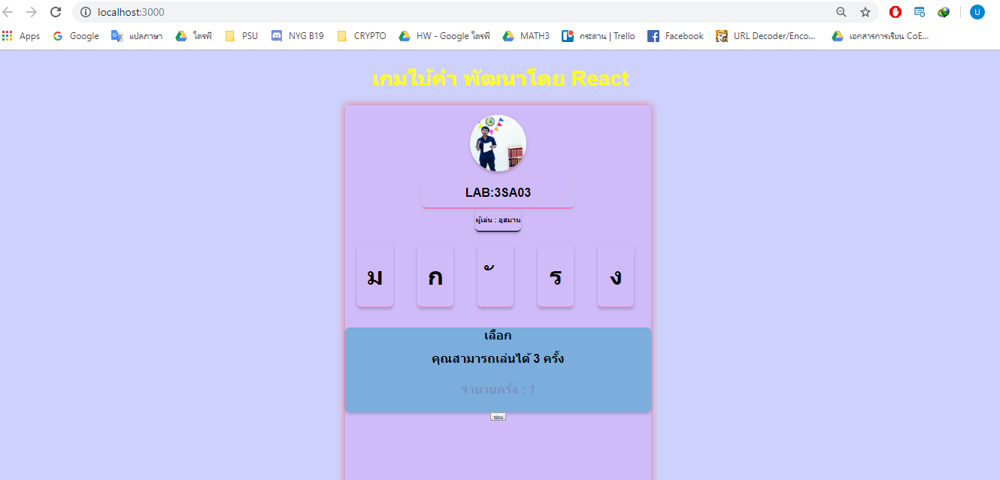 localhost:3000
U
Apps Google แปลภาษา ไดรฟ์ PSU NYG B19 CRYPTO HW - Google ไดรฟ์ MATH3 กระดาน | Trello Facebook URL Decoder/Enco... เอกสารการเรียน CoE...
เกมใบ้คำ พัฒนาโดย React
LAB:3SA03
ผู้เล่น : อุสมาน
ม ก ั ร ง
เลือก
คุณสามารถเล่นได้ 3 ครั้ง
จำนวนครั้ง : 1
ซ่อน